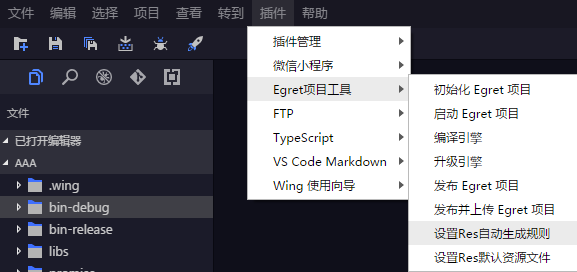 文件 编辑 选择 项目 查看 转到 插件 帮助
插件管理
微信小程序
Egret项目工具
FTP
TypeScript
VS Code Markdown
Wing 使用向导
初始化 Egret 项目
启动 Egret 项目
编译引擎
升级引擎
发布 Egret 项目
发布并上传 Egret 项目
设置Res自动生成规则
设置Res默认资源文件
文件
已打开编辑器
AAA
.wing
bin-debug
bin-release
libs